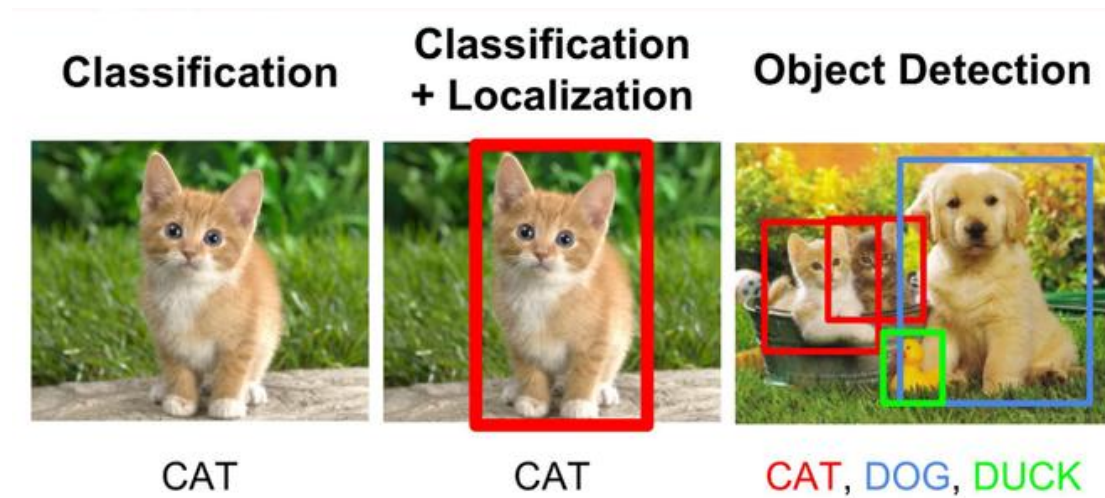 Classification
Classification
+ Localization
Object Detection
CAT
CAT
CAT, DOG, DUCK